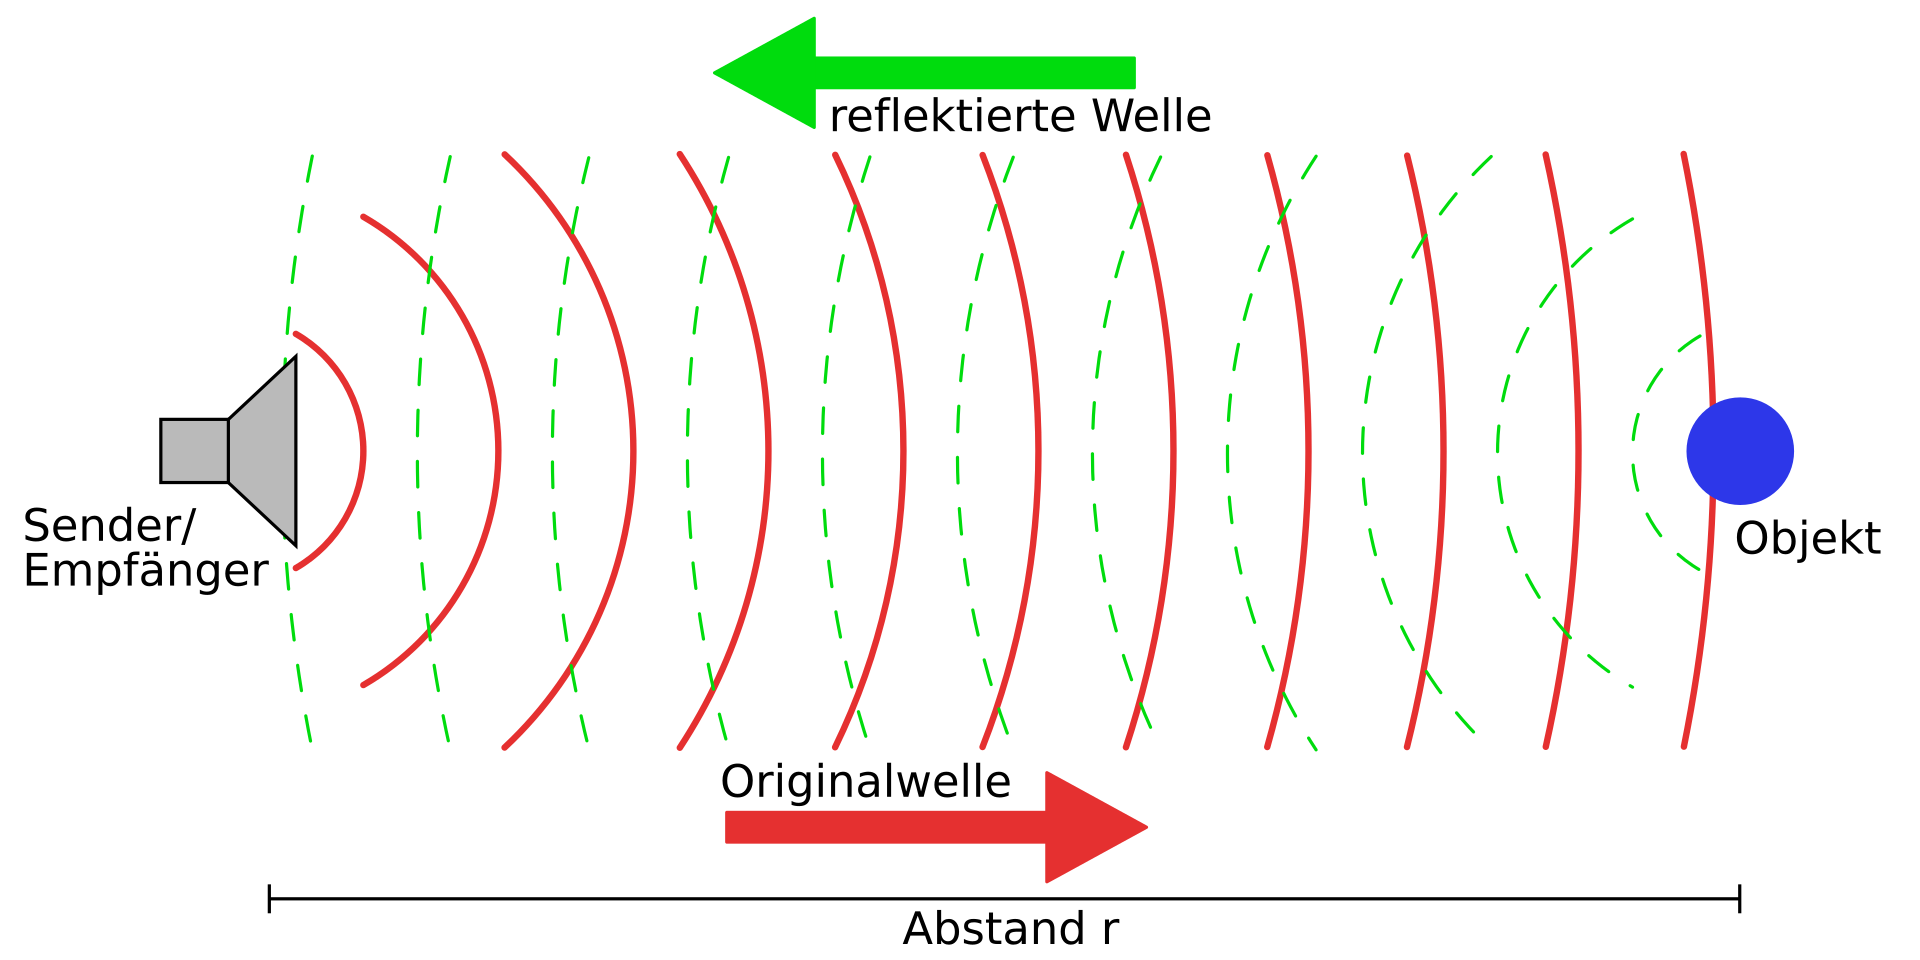 reflektierte Welle
Sender/
Empfänger
Objekt
Originalwelle
Abstand r